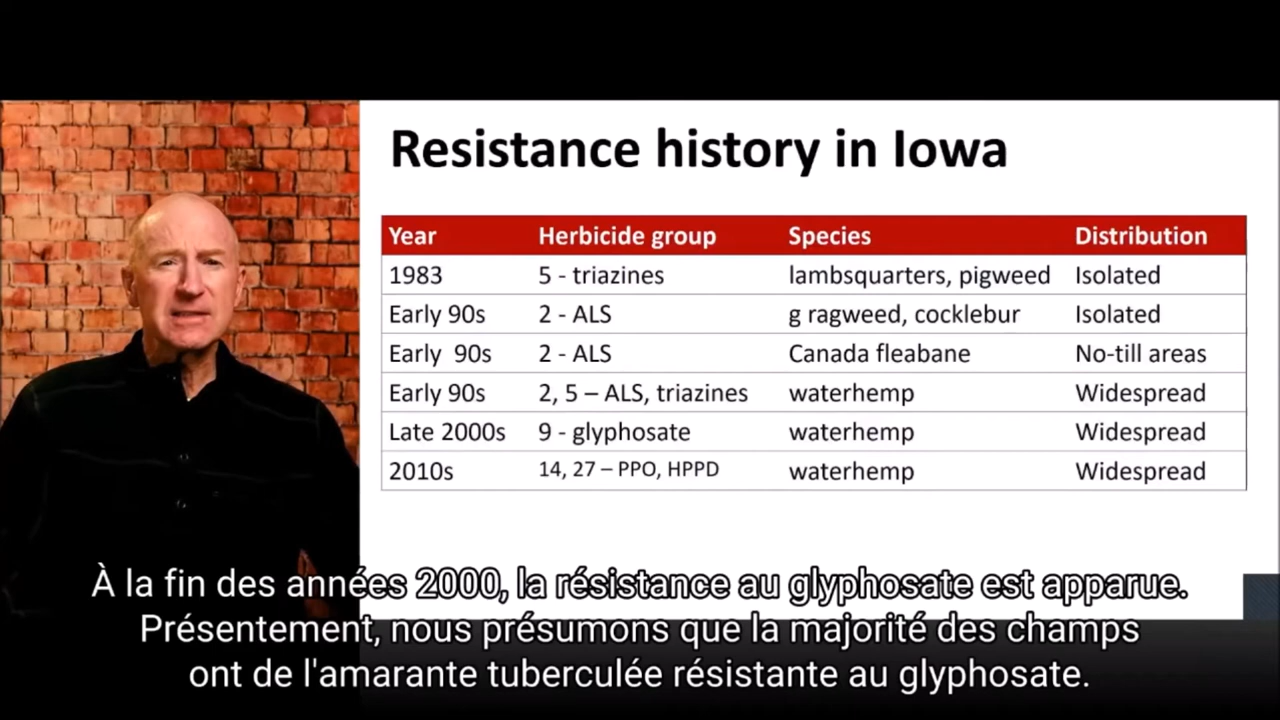 Resistance history in Iowa
Year Herbicide group Species Distribution
1983 5 - triazines lambsquarters, pigweed Isolated
Early 90s 2 - ALS g ragweed, cocklebur Isolated
Early 90s 2 - ALS Canada fleabane No-till areas
Early 90s 2, 5 – ALS, triazines waterhemp Widespread
Late 2000s 9 - glyphosate waterhemp Widespread
2010s 14, 27 – PPO, HPPD waterhemp Widespread
À la fin des années 2000, la résistance au glyphosate est apparue.
Présentement, nous présumons que la majorité des champs
ont de l'amarante tuberculée résistante au glyphosate.